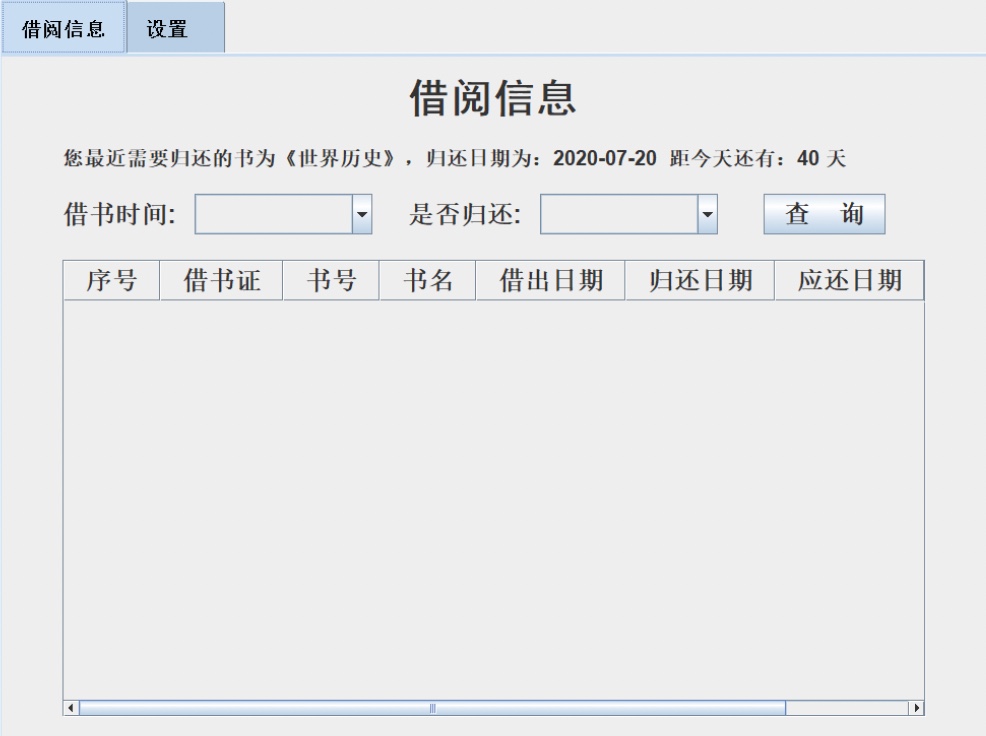 借阅信息 设置
借阅信息
您最近需要归还的书为《世界历史》，归还日期为：2020-07-20 距今天还有：40 天
借书时间: 是否归还: 查 询
序号 借书证 书号 书名 借出日期 归还日期 应还日期